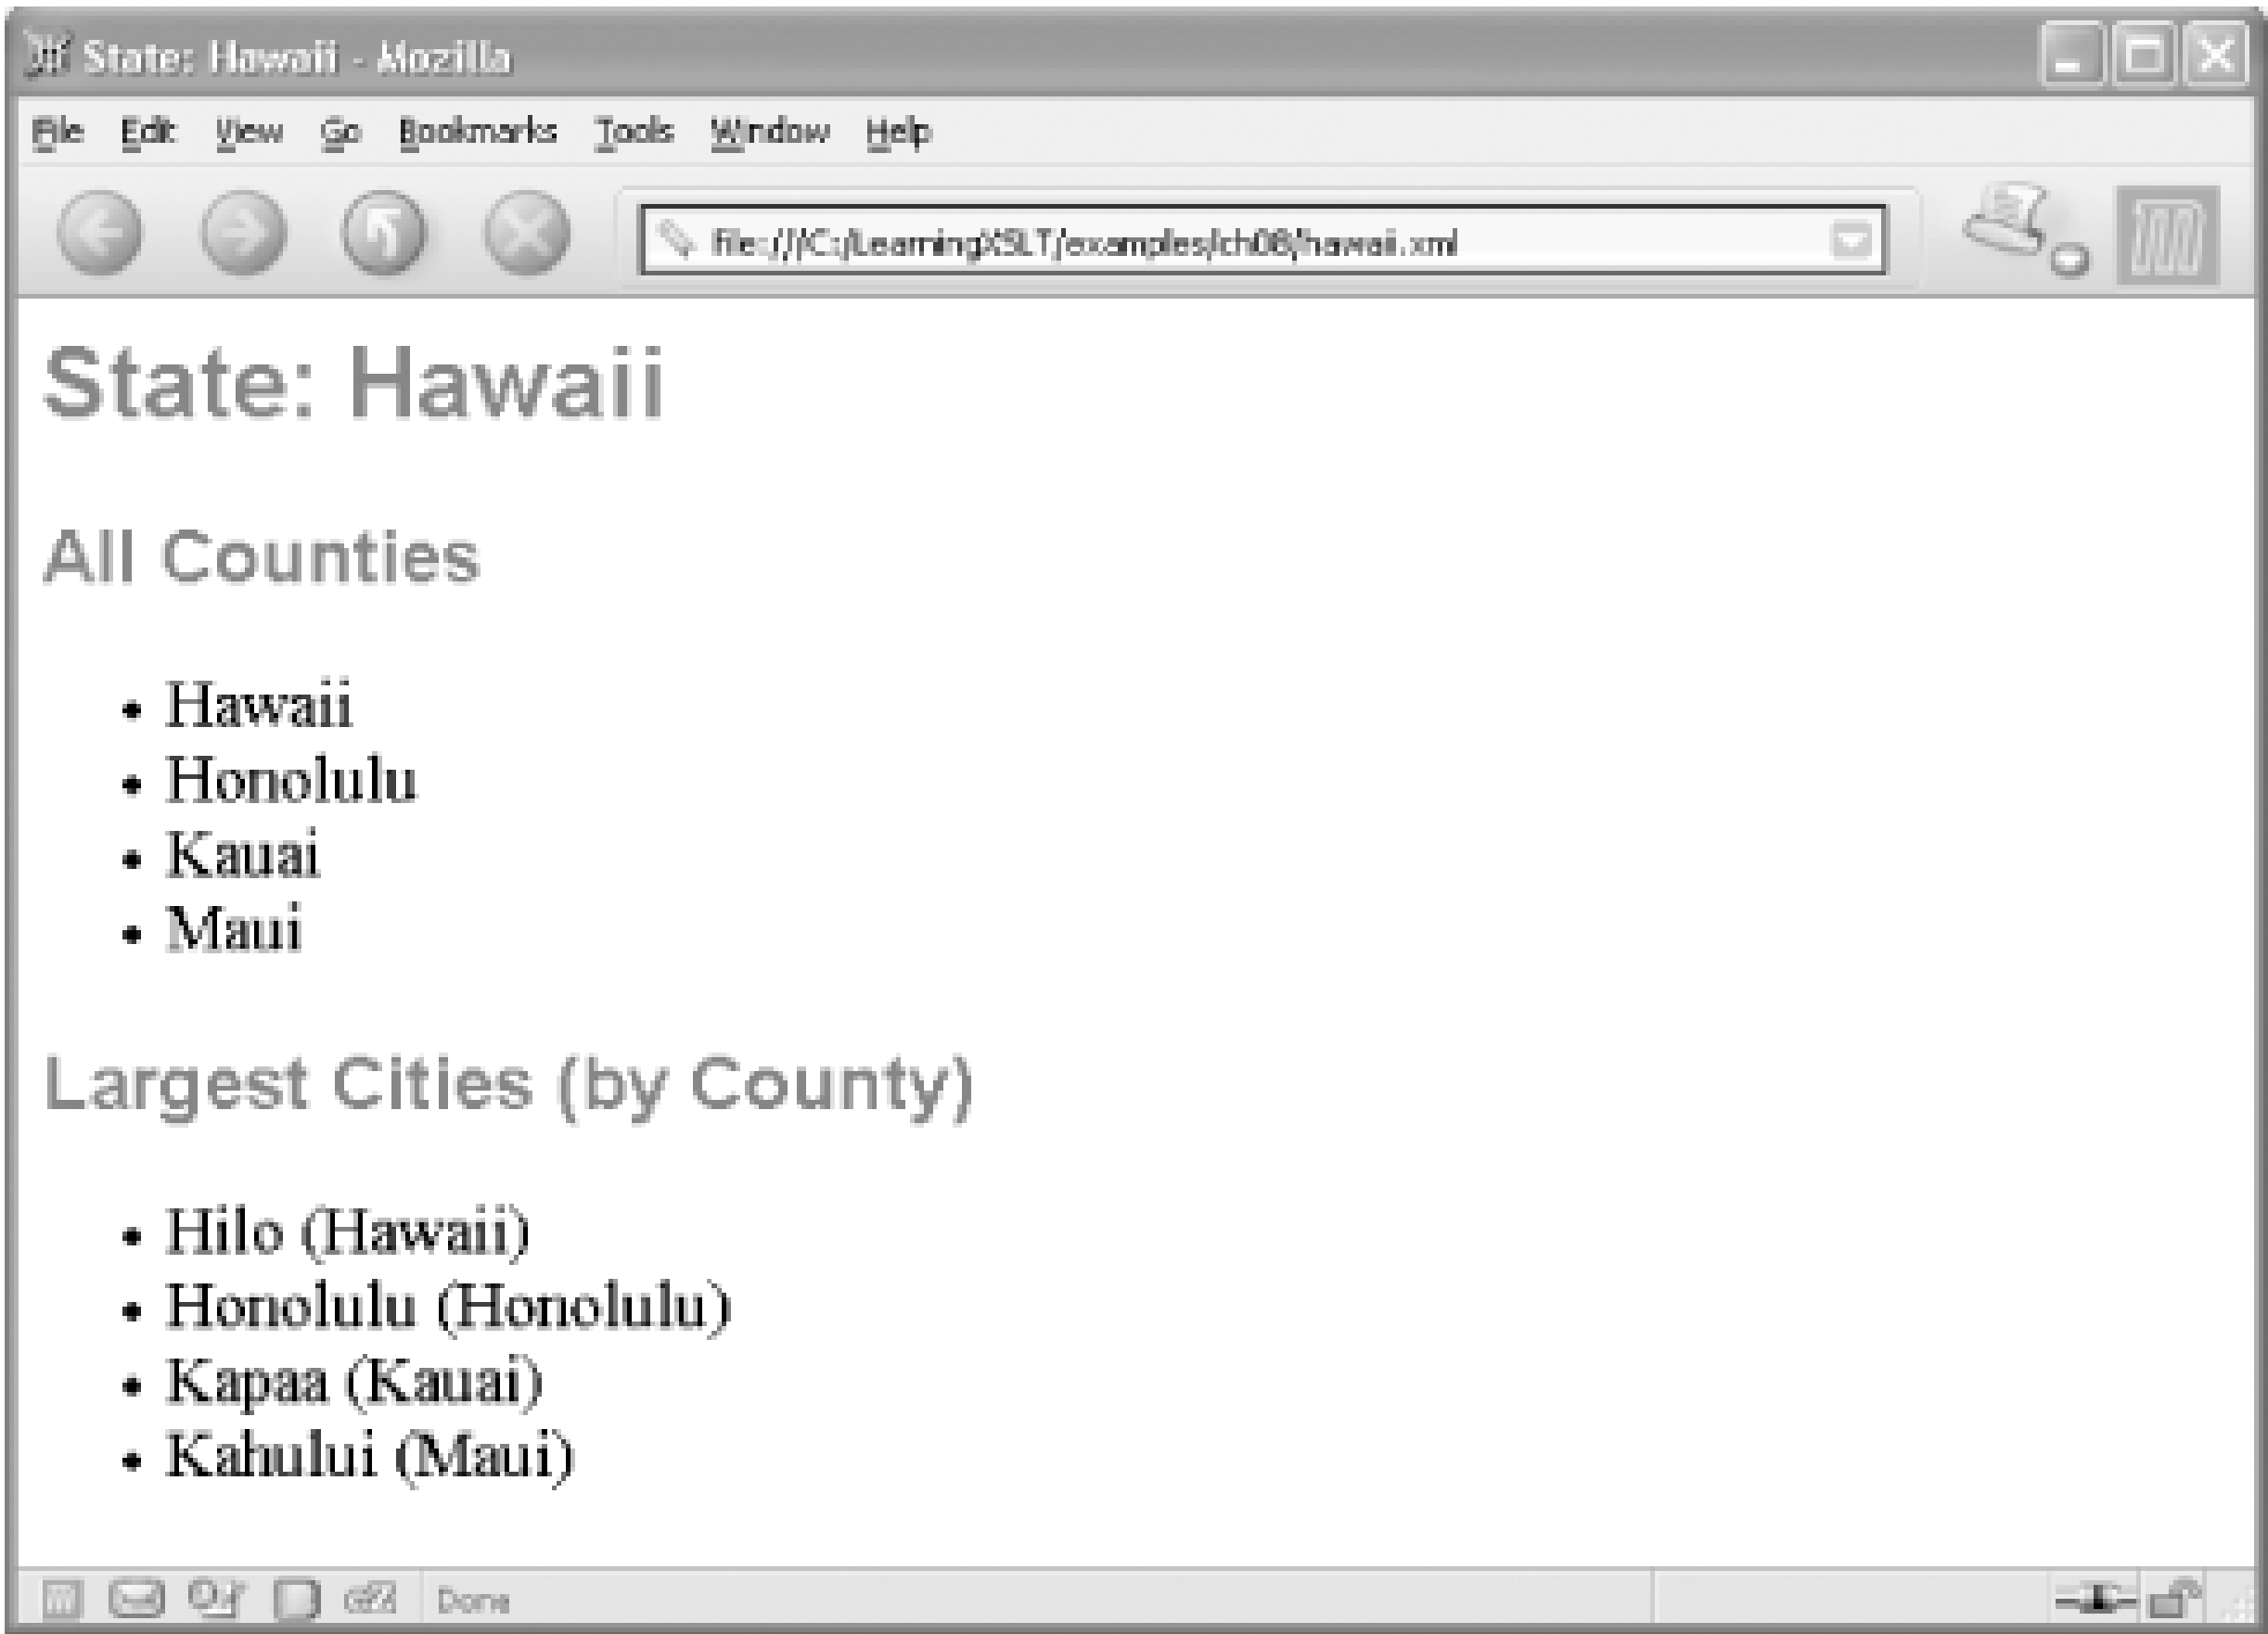 State: Hawaii - Mozilla
File Edit View Go Bookmarks Tools Window Help
file:///C:/LearningXSLT/examples/ch08/hawaii.xml
State: Hawaii
All Counties
• Hawaii
• Honolulu
• Kauai
• Maui
Largest Cities (by County)
• Hilo (Hawaii)
• Honolulu (Honolulu)
• Kapaa (Kauai)
• Kahului (Maui)
Done